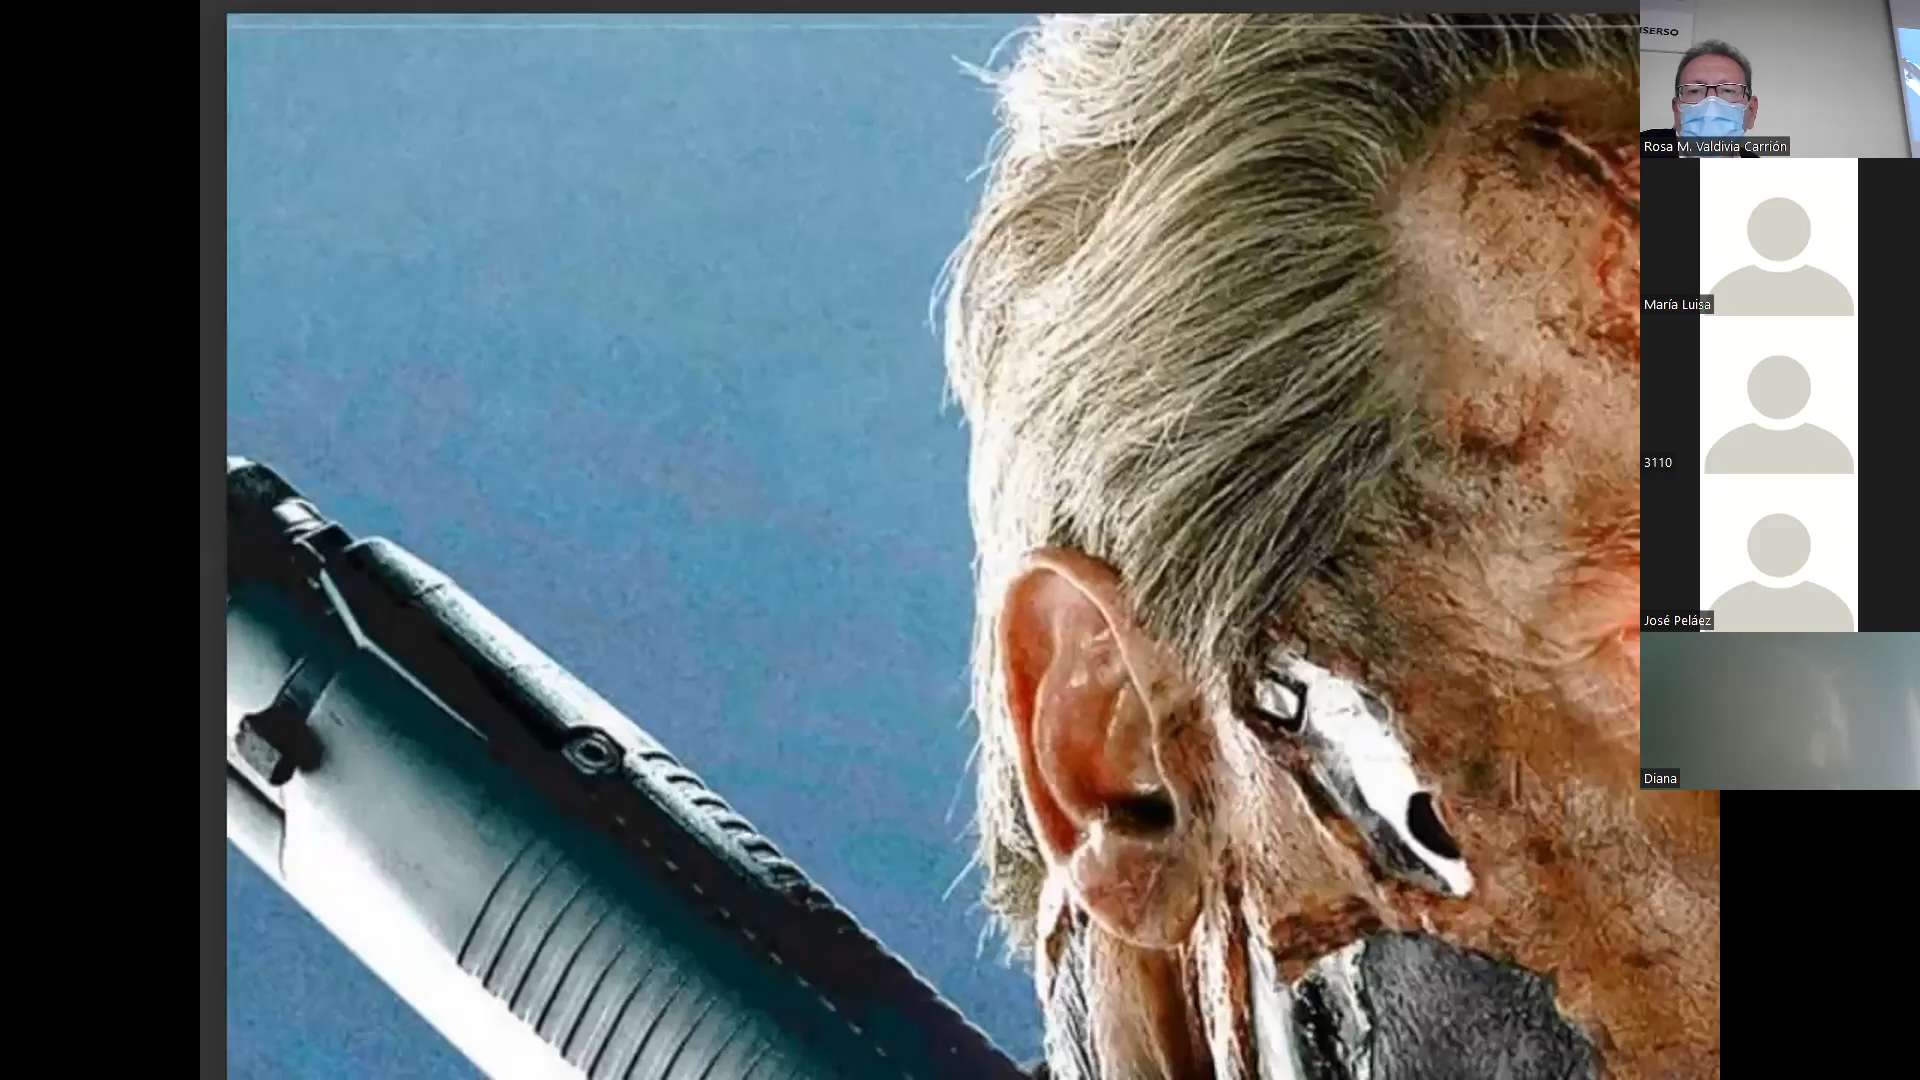 ISERSO
Rosa M. Valdivia Carrión
María Luisa
3110
José Peláez
Diana